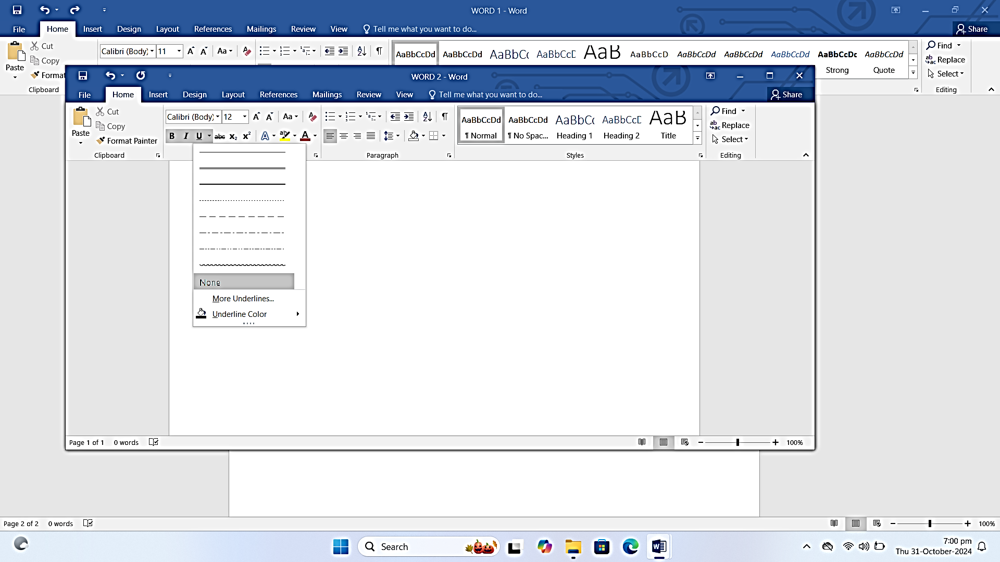 WORD 1 - Word
File Home Insert Design Layout References Mailings Review View Tell me what you want to do... Share
Paste
Cut
Copy
Format
Clipboard
Calibri (Body) 11 Aa
AaBbCcDd AaBbCcDd AaBbCc AaBbCcD AaB AaBbCcD AaBbCcDd AaBbCcDd AaBbCcDd AaBbCcDc AaBbCcDd
Strong Quote
Find
Replace
Select
Editing
WORD 2 - Word
File Home Insert Design Layout References Mailings Review View Tell me what you want to do... Share
Paste
Cut
Copy
Format Painter
Clipboard
Calibri (Body) 12 Aa
B I U abc x₂ x² A ab A
Paragraph
AaBbCcDd AaBbCcDd AaBbCc AaBbCcD AaB
¶ Normal ¶ No Spac... Heading 1 Heading 2 Title
Styles
Find
Replace
Select
Editing
None
More Underlines...
Underline Color
Page 1 of 1 0 words 100%
Page 2 of 2 0 words 100%
Search
7:00 pm
Thu 31-October-2024